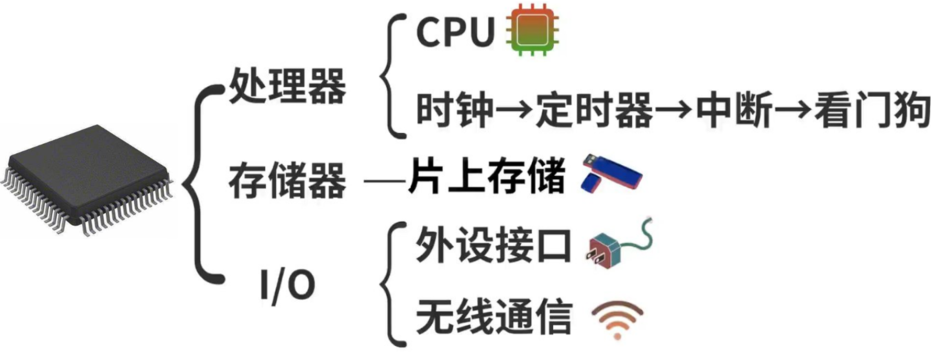 CPU
处理器
时钟→定时器→中断→看门狗
存储器 —片上存储
外设接口
I/O
无线通信